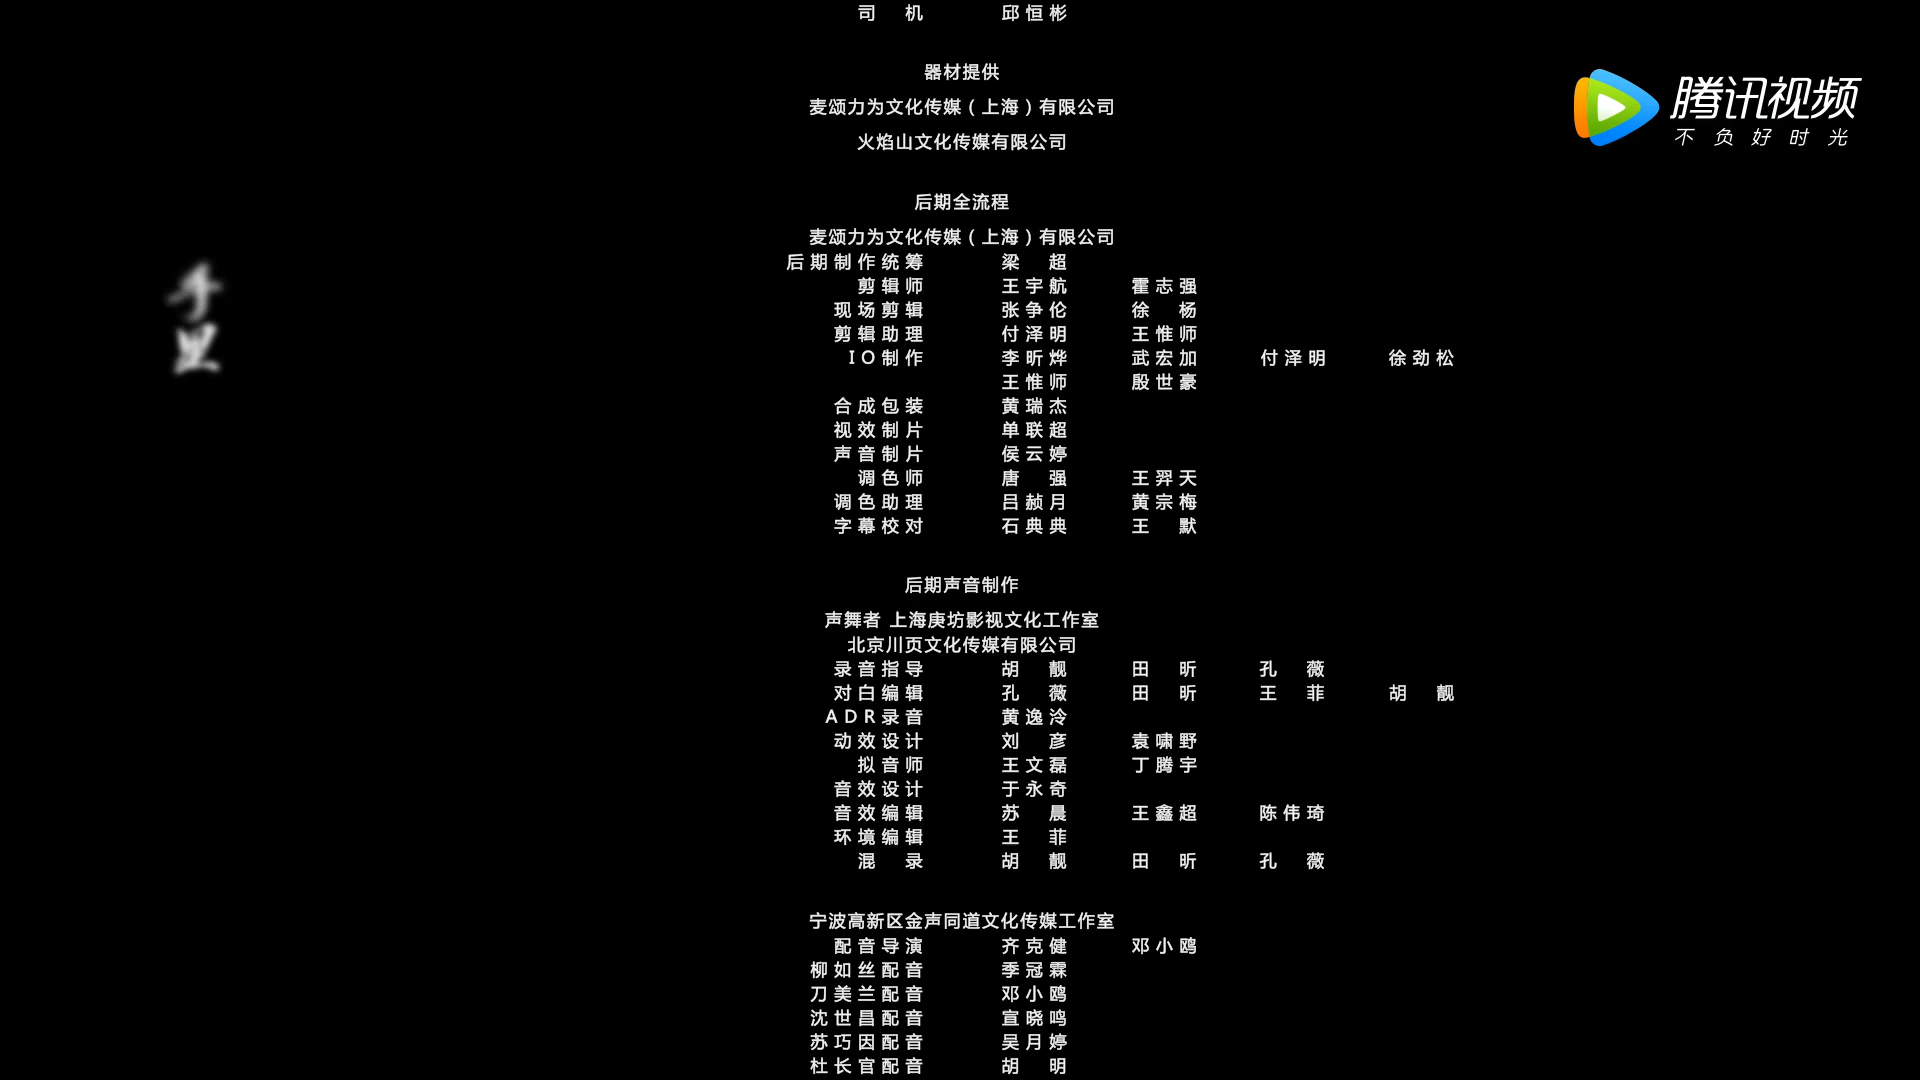 司 机 邱恒彬
器材提供
麦颂力为文化传媒（上海）有限公司
火焰山文化传媒有限公司
后期全流程
麦颂力为文化传媒（上海）有限公司
后期制作统筹 梁 超
剪辑师 王宇航 霍志强
现场剪辑 张争伦 徐 杨
剪辑助理 付泽明 王惟师
IO制作 李昕烨 武宏加 付泽明 徐劲松
王惟师 殷世豪
合成包装 黄瑞杰
视效制片 单联超
声音制片 侯云婷
调色师 唐 强 王羿天
调色助理 吕赪月 黄宗梅
字幕校对 石典典 王 默
后期声音制作
声舞者 上海庚坊影视文化工作室
北京川页文化传媒有限公司
录音指导 胡 靓 田 昕 孔 薇
对白编辑 孔 薇 田 昕 王 菲 胡 靓
ADR录音 黄逸泠
动效设计 刘 彦 袁啸野
拟音师 王文磊 丁腾宇
音效设计 于永奇
音效编辑 苏 晨 王鑫超 陈伟琦
环境编辑 王 菲
混 录 胡 靓 田 昕 孔 薇
宁波高新区金声同道文化传媒工作室
配音导演 齐克健 邓小鸥
柳如丝配音 季冠霖
刀美兰配音 邓小鸥
沈世昌配音 宣晓鸣
苏巧因配音 吴月婷
杜长官配音 胡 明
腾讯视频
不负好时光